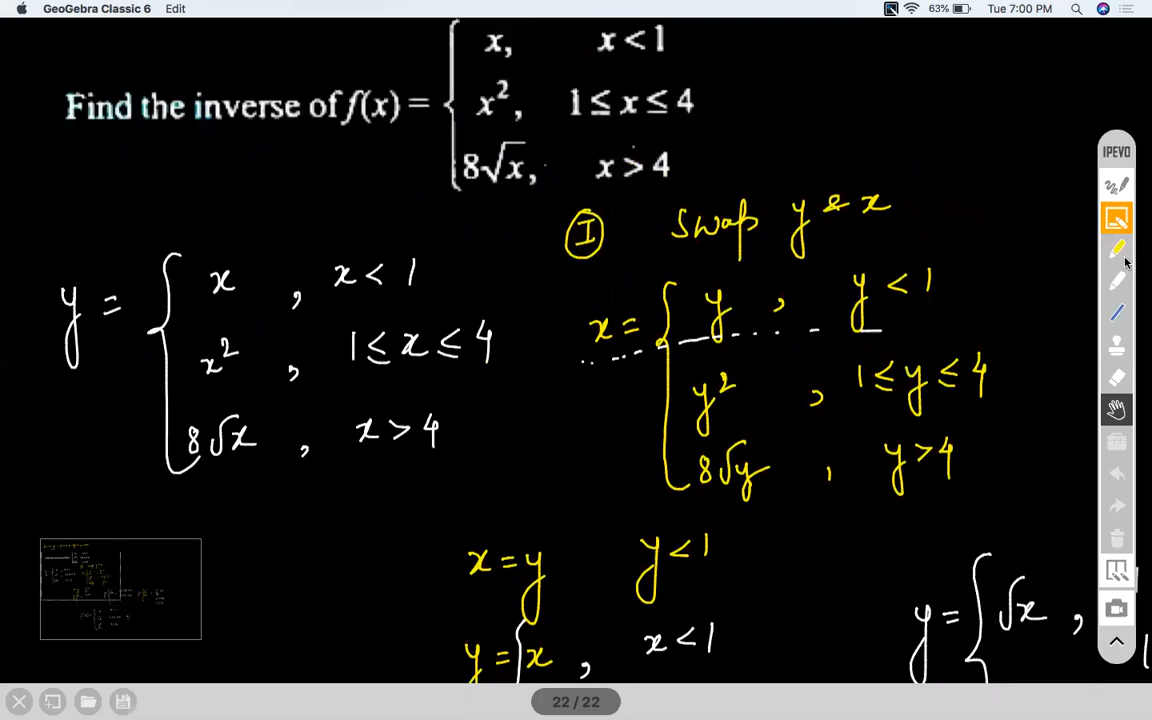 GeoGebra Classic 6 Edit 63% Tue 7:00 PM
Find the inverse of f(x) = { x, x < 1
x², 1 ≤ x ≤ 4
8√x, x > 4
IPEVO
I Swap y & x
y = { x , x < 1
x² , 1 ≤ x ≤ 4
8√x , x > 4
x = { y , y < 1
y² , 1 ≤ y ≤ 4
8√y , y > 4
x = y y < 1
y = { x , x < 1
y = { √x ,
22 / 22